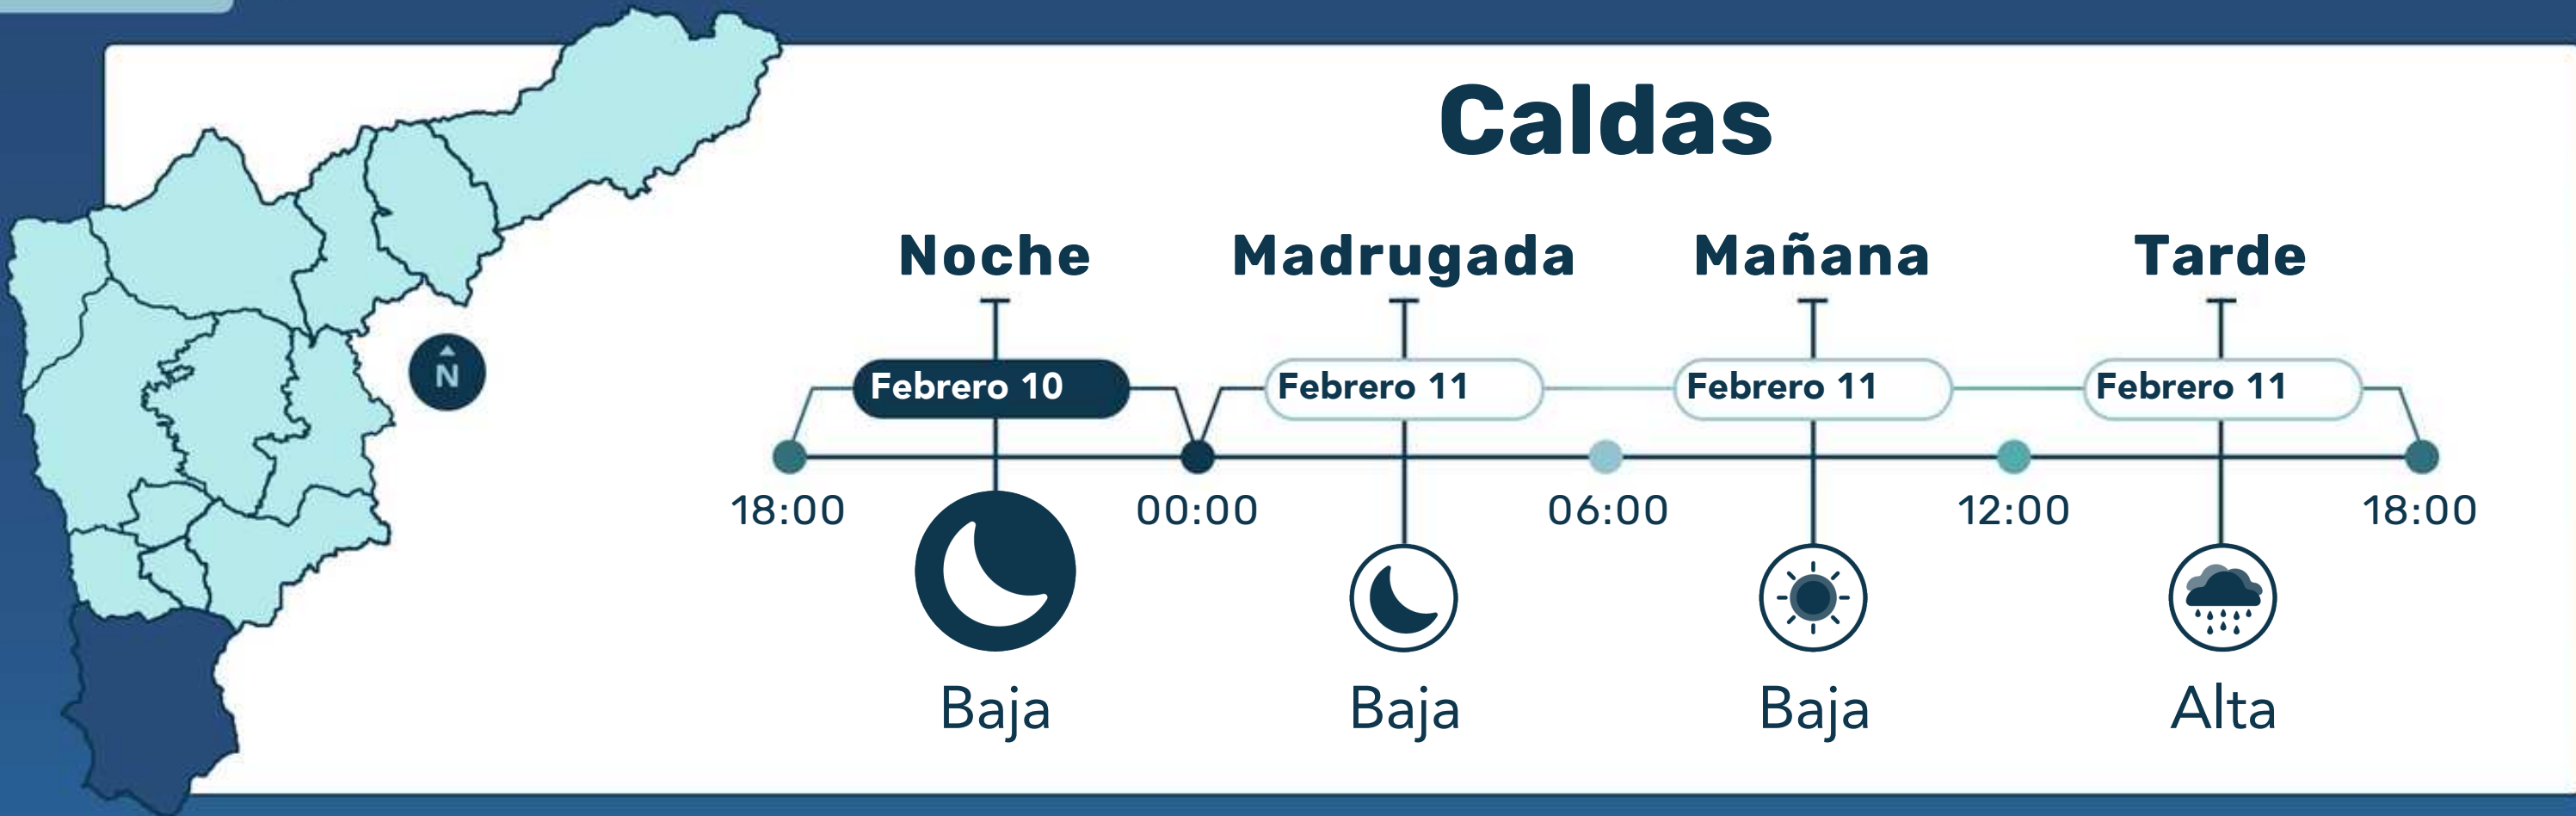 Caldas
Noche
Madrugada
Mañana
Tarde
Febrero 10
Febrero 11
Febrero 11
Febrero 11
N
18:00
00:00
06:00
12:00
18:00
Baja
Baja
Baja
Alta